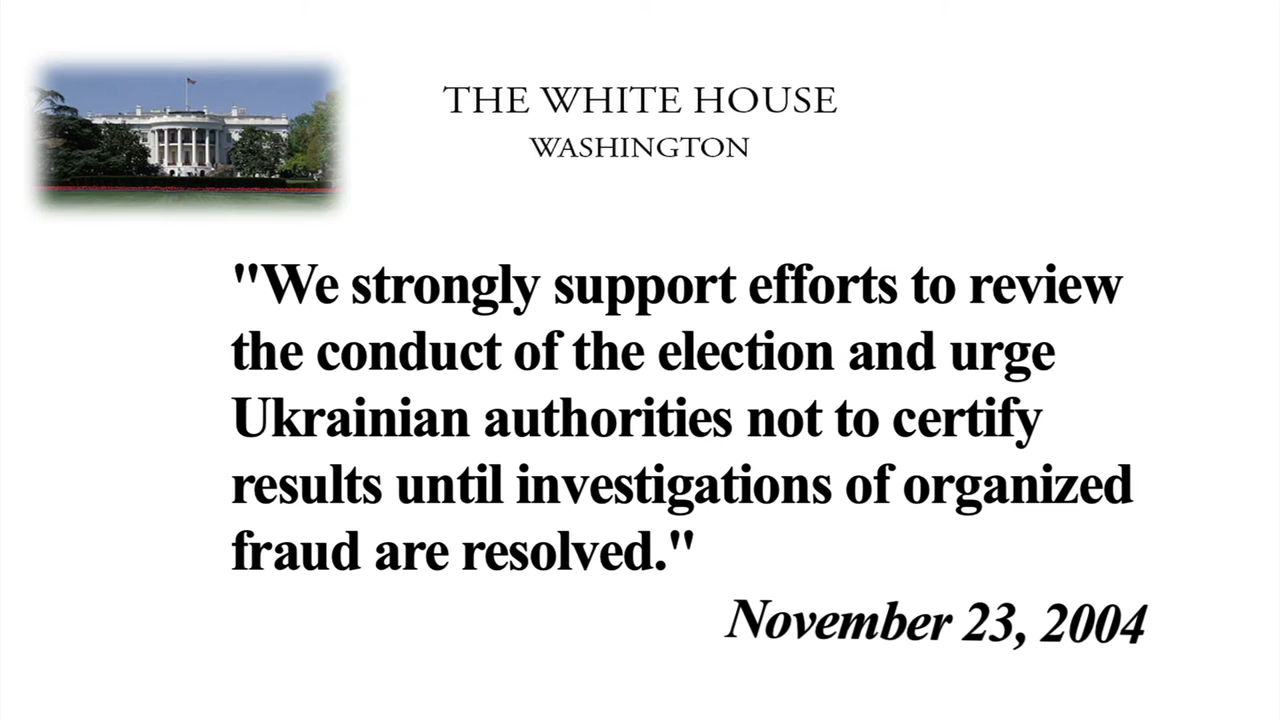 THE WHITE HOUSE
WASHINGTON
"We strongly support efforts to review
the conduct of the election and urge
Ukrainian authorities not to certify
results until investigations of organized
fraud are resolved."
November 23, 2004